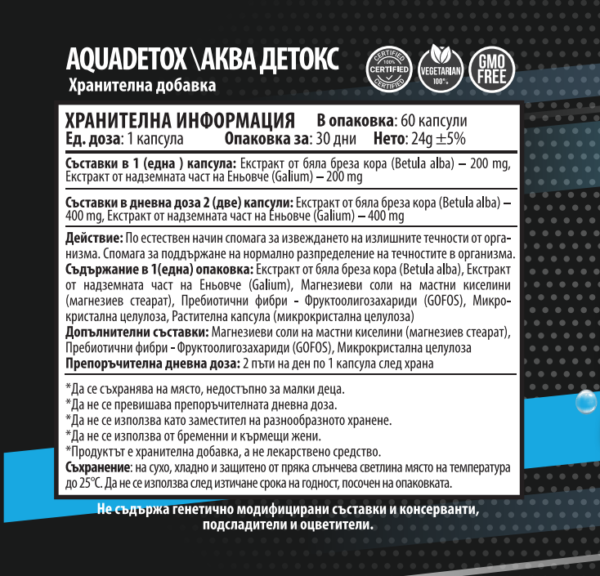 AQUADETOX \ АКВА ДЕТОКС
Хранителна добавка
CERTIFIED
100%
CERTIFIED
CERTIFIED
VEGETARIAN
100%
GMO
FREE
ХРАНИТЕЛНА ИНФОРМАЦИЯ В опаковка: 60 капсули
Ед. доза: 1 капсула Опаковка за: 30 дни Нето: 24g ±5%
Съставки в 1 (една ) капсула: Екстракт от бяла бреза кора (Betula alba) – 200 mg,
Екстракт от надземната част на Еньовче (Galium) – 200 mg
Съставки в дневна доза 2 (две) капсули: Екстракт от бяла бреза кора (Betula alba) –
400 mg, Екстракт от надземната част на Еньовче (Galium) – 400 mg
Действие: По естествен начин спомага за извеждането на излишните течности от орга-
низма. Спомага за поддържане на нормално разпределение на течностите в организма.
Съдържание в 1(една) опаковка: Екстракт от бяла бреза кора (Betula alba), Екстракт
от надземната част на Еньовче (Galium), Магнезиеви соли на мастни киселини
(магнезиев стеарат), Пребиотични фибри - Фруктоолигозахариди (GOFOS), Микро-
кристална целулоза, Растителна капсула (микрокристална целулоза)
Допълнителни съставки: Магнезиеви соли на мастни киселини (магнезиев стеарат),
Пребиотични фибри - Фруктоолигозахариди (GOFOS), Микрокристална целулоза
Препоръчителна дневна доза: 2 пъти на ден по 1 капсула след храна
*Да се съхранява на място, недостъпно за малки деца.
*Да не се превишава препоръчителната дневна доза.
*Да не се използва като заместител на разнообразното хранене.
*Да не се използва от бременни и кърмещи жени.
*Продуктът е хранителна добавка, а не лекарствено средство.
Съхранение: на сухо, хладно и защитено от пряка слънчева светлина място на температура
до 25°С. Да не се използва след изтичане срока на годност, посочен на опаковката.
Не съдържа генетично модифицирани съставки и консерванти,
подсладители и оцветители.